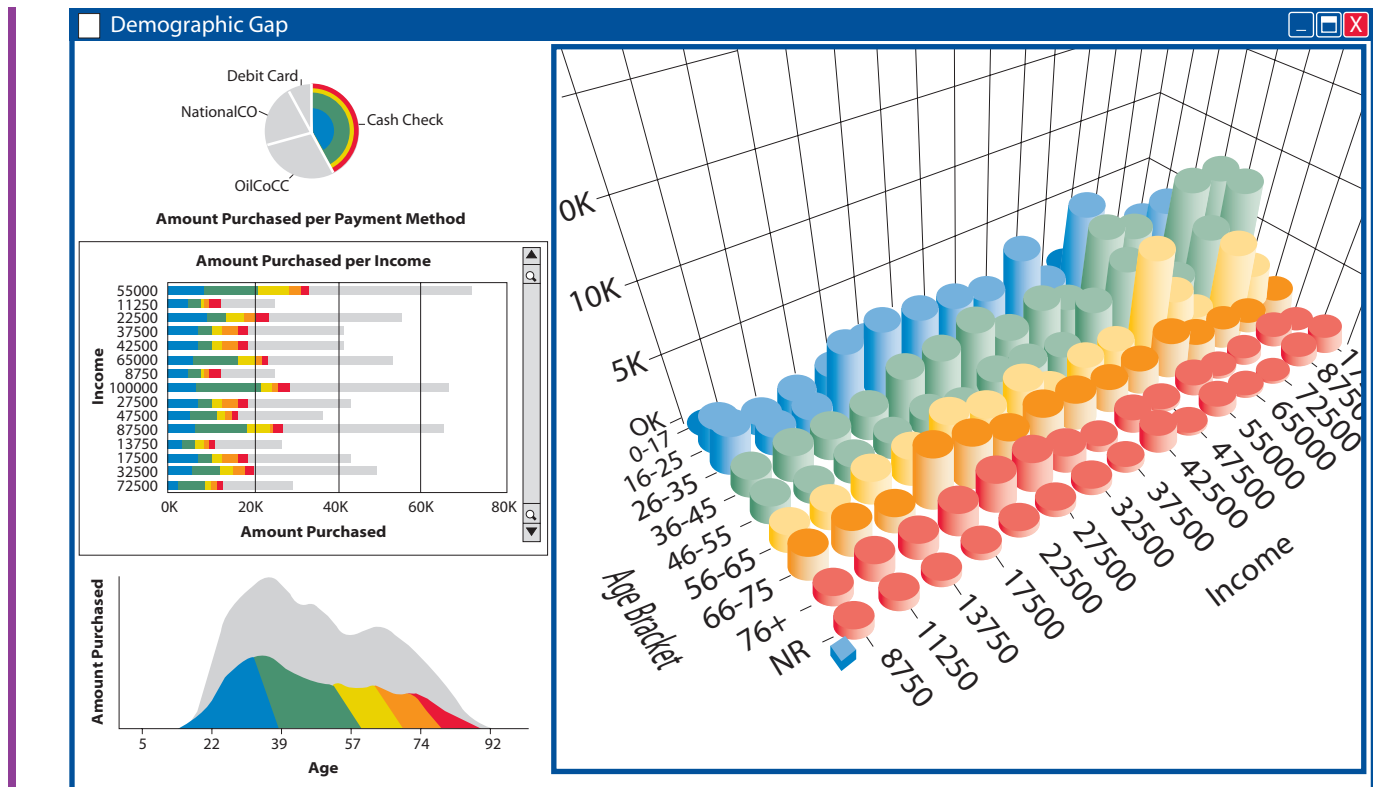 Demographic Gap
_ X
Debit Card
NationalCO
Cash Check
OilCoCC
Amount Purchased per Payment Method
Amount Purchased per Income
Income
55000
11250
22500
37500
42500
65000
8750
100000
27500
47500
87500
13750
17500
32500
72500
0K 20K 40K 60K 80K
Amount Purchased
Amount Purchased
5 22 39 57 74 92
Age
0K
10K
5K
OK
0-17
16-25
26-35
36-45
46-55
56-65
66-75
76+
NR
Age Bracket
8750
11250
13750
17500
22500
27500
32500
37500
42500
47500
55000
65000
72500
8750
17
Income